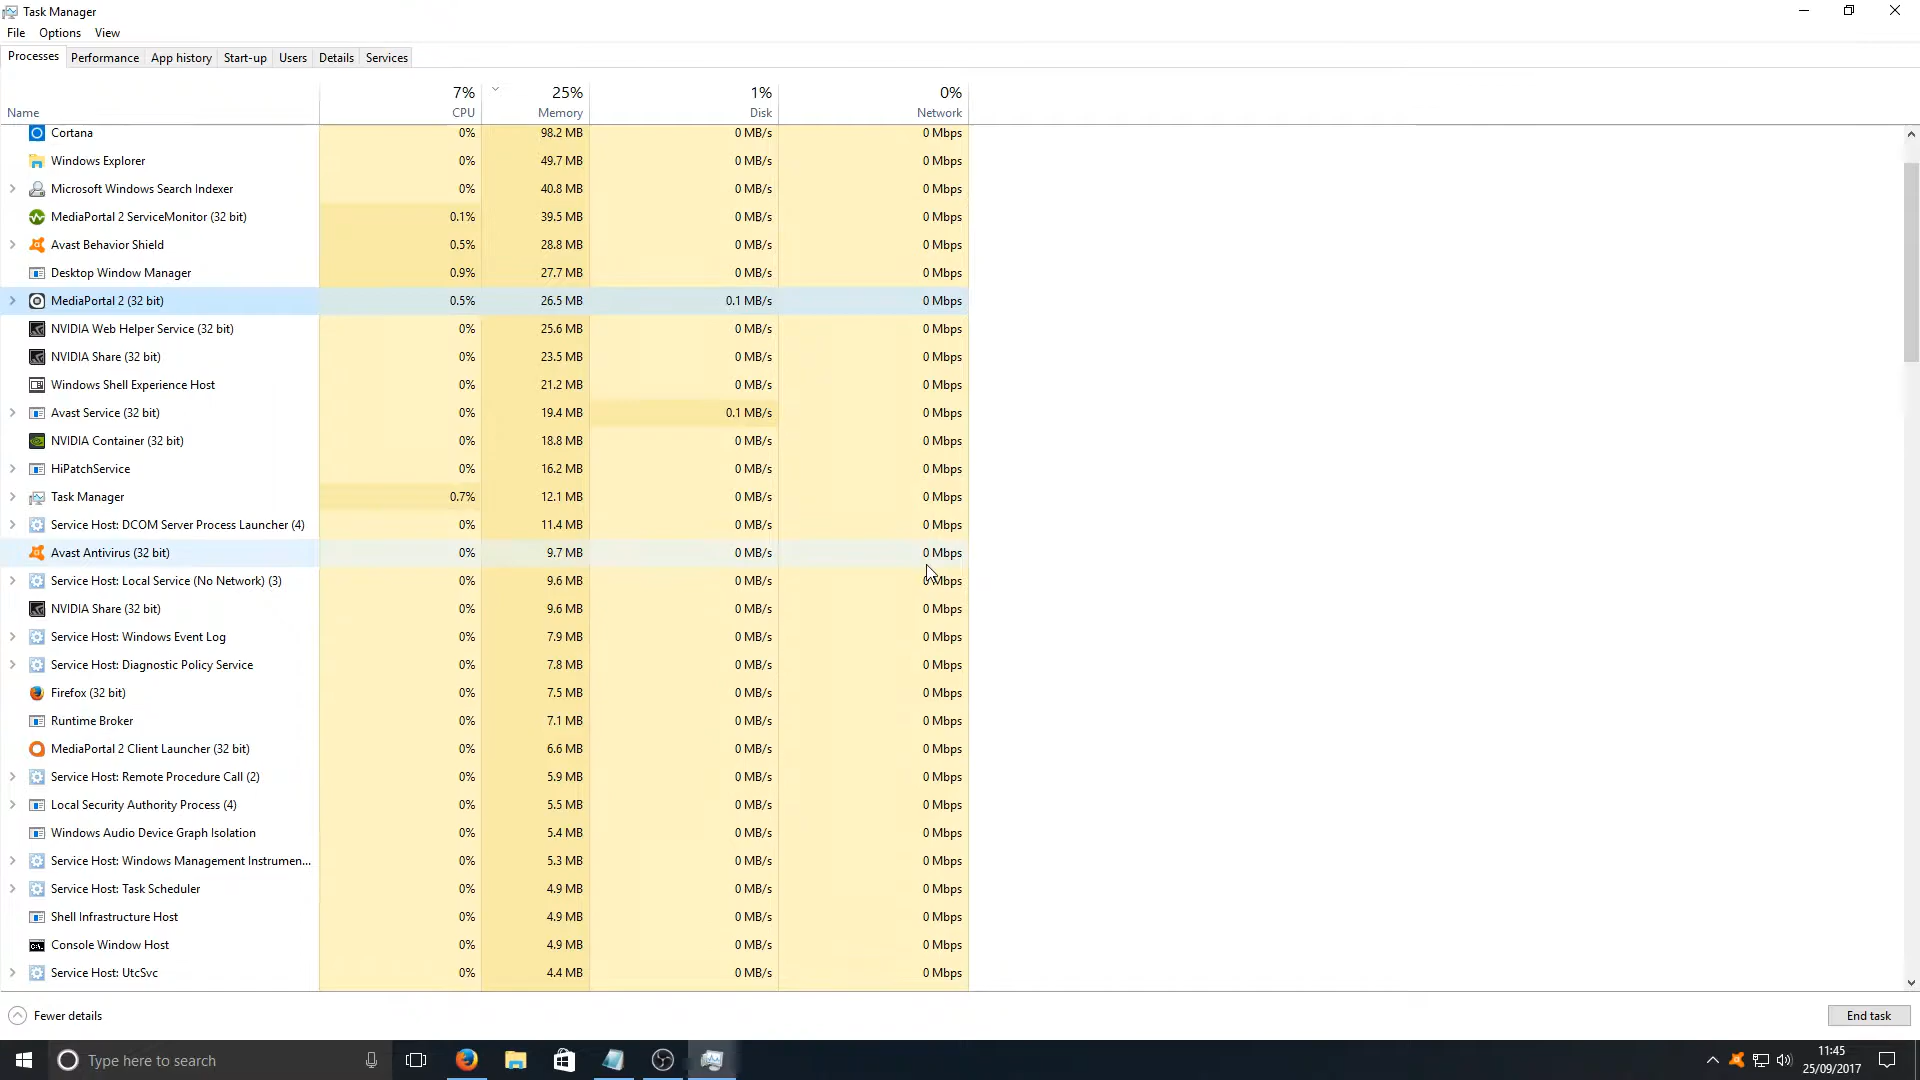 Task Manager
File Options View
Processes Performance App history Start-up Users Details Services
7% 25% 1% 0%
Name CPU Memory Disk Network
Cortana 0% 98.2 MB 0 MB/s 0 Mbps
Windows Explorer 0% 49.7 MB 0 MB/s 0 Mbps
Microsoft Windows Search Indexer 0% 40.8 MB 0 MB/s 0 Mbps
MediaPortal 2 ServiceMonitor (32 bit) 0.1% 39.5 MB 0 MB/s 0 Mbps
Avast Behavior Shield 0.5% 28.8 MB 0 MB/s 0 Mbps
Desktop Window Manager 0.9% 27.7 MB 0 MB/s 0 Mbps
MediaPortal 2 (32 bit) 0.5% 26.5 MB 0.1 MB/s 0 Mbps
NVIDIA Web Helper Service (32 bit) 0% 25.6 MB 0 MB/s 0 Mbps
NVIDIA Share (32 bit) 0% 23.5 MB 0 MB/s 0 Mbps
Windows Shell Experience Host 0% 21.2 MB 0 MB/s 0 Mbps
Avast Service (32 bit) 0% 19.4 MB 0.1 MB/s 0 Mbps
NVIDIA Container (32 bit) 0% 18.8 MB 0 MB/s 0 Mbps
HiPatchService 0% 16.2 MB 0 MB/s 0 Mbps
Task Manager 0.7% 12.1 MB 0 MB/s 0 Mbps
Service Host: DCOM Server Process Launcher (4) 0% 11.4 MB 0 MB/s 0 Mbps
Avast Antivirus (32 bit) 0% 9.7 MB 0 MB/s 0 Mbps
Service Host: Local Service (No Network) (3) 0% 9.6 MB 0 MB/s 0 Mbps
NVIDIA Share (32 bit) 0% 9.6 MB 0 MB/s 0 Mbps
Service Host: Windows Event Log 0% 7.9 MB 0 MB/s 0 Mbps
Service Host: Diagnostic Policy Service 0% 7.8 MB 0 MB/s 0 Mbps
Firefox (32 bit) 0% 7.5 MB 0 MB/s 0 Mbps
Runtime Broker 0% 7.1 MB 0 MB/s 0 Mbps
MediaPortal 2 Client Launcher (32 bit) 0% 6.6 MB 0 MB/s 0 Mbps
Service Host: Remote Procedure Call (2) 0% 5.9 MB 0 MB/s 0 Mbps
Local Security Authority Process (4) 0% 5.5 MB 0 MB/s 0 Mbps
Windows Audio Device Graph Isolation 0% 5.4 MB 0 MB/s 0 Mbps
Service Host: Windows Management Instrumen... 0% 5.3 MB 0 MB/s 0 Mbps
Service Host: Task Scheduler 0% 4.9 MB 0 MB/s 0 Mbps
Shell Infrastructure Host 0% 4.9 MB 0 MB/s 0 Mbps
Console Window Host 0% 4.9 MB 0 MB/s 0 Mbps
Service Host: UtcSvc 0% 4.4 MB 0 MB/s 0 Mbps
Fewer details End task
Type here to search 11:45
25/09/2017